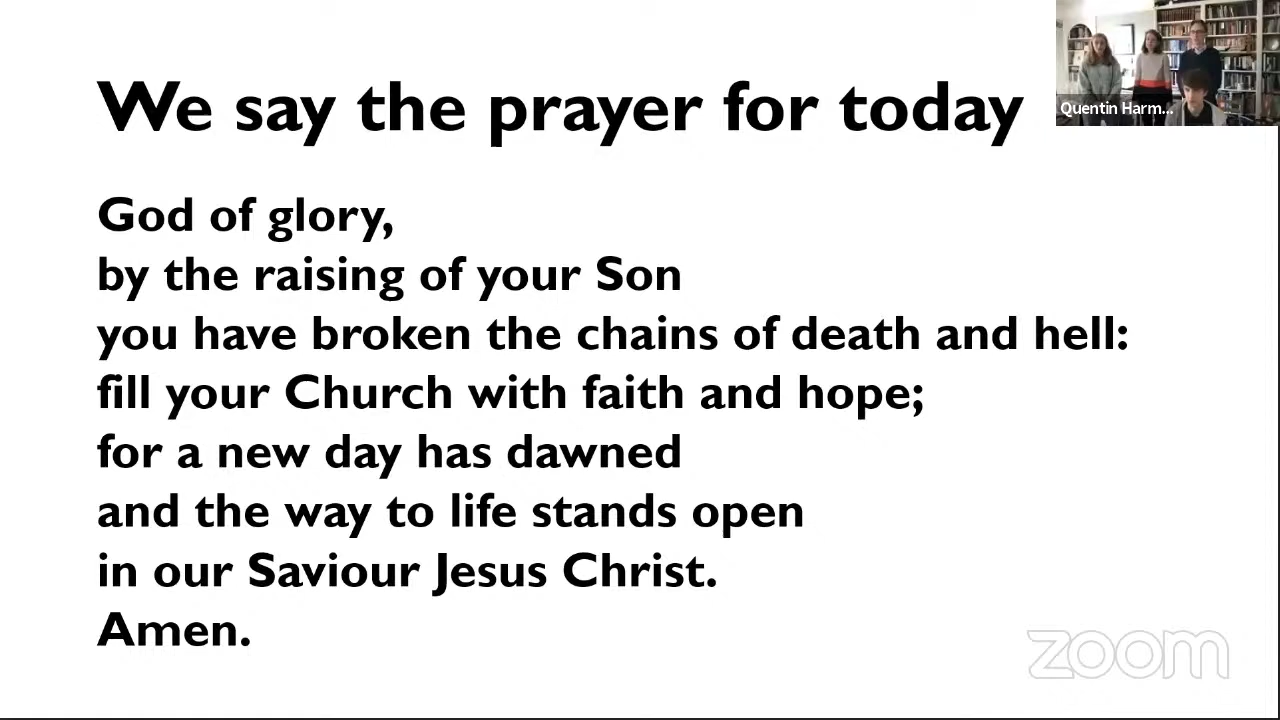 We say the prayer for today
Quentin Harm...
God of glory,
by the raising of your Son
you have broken the chains of death and hell:
fill your Church with faith and hope;
for a new day has dawned
and the way to life stands open
in our Saviour Jesus Christ.
Amen.
zoom